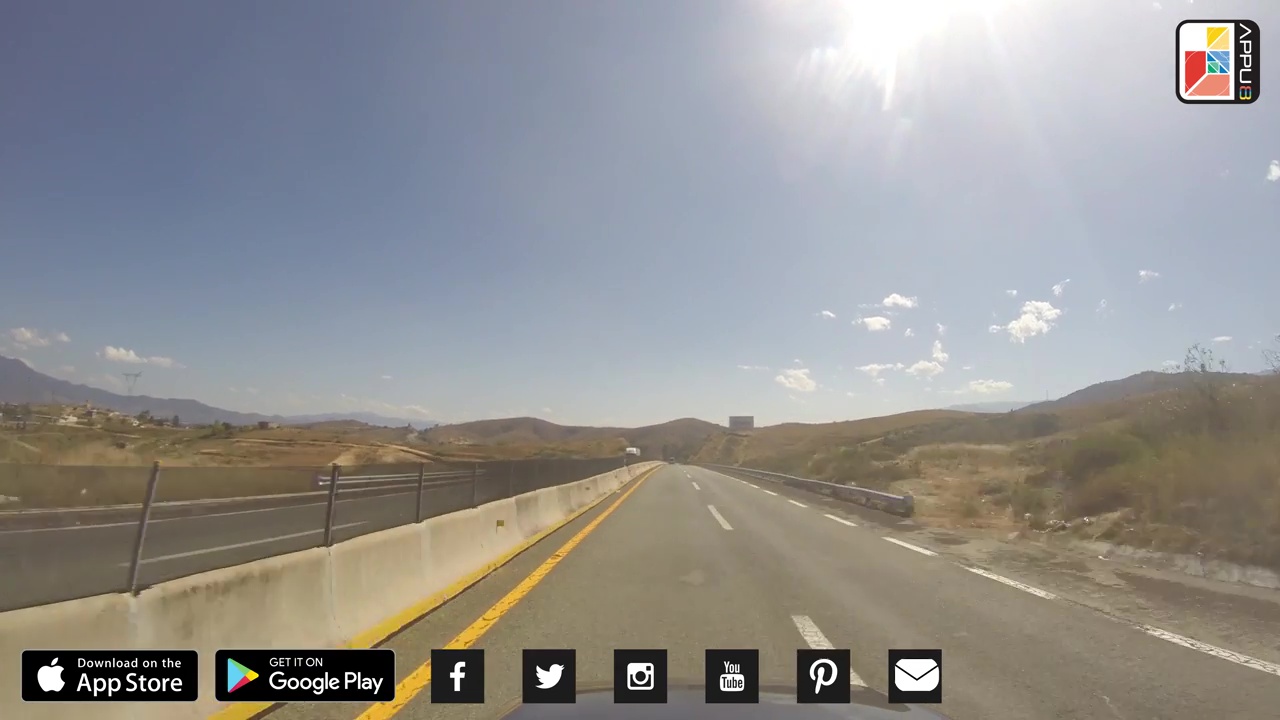 APPU8
Download on the
App Store
GET IT ON
Google Play
You
Tube